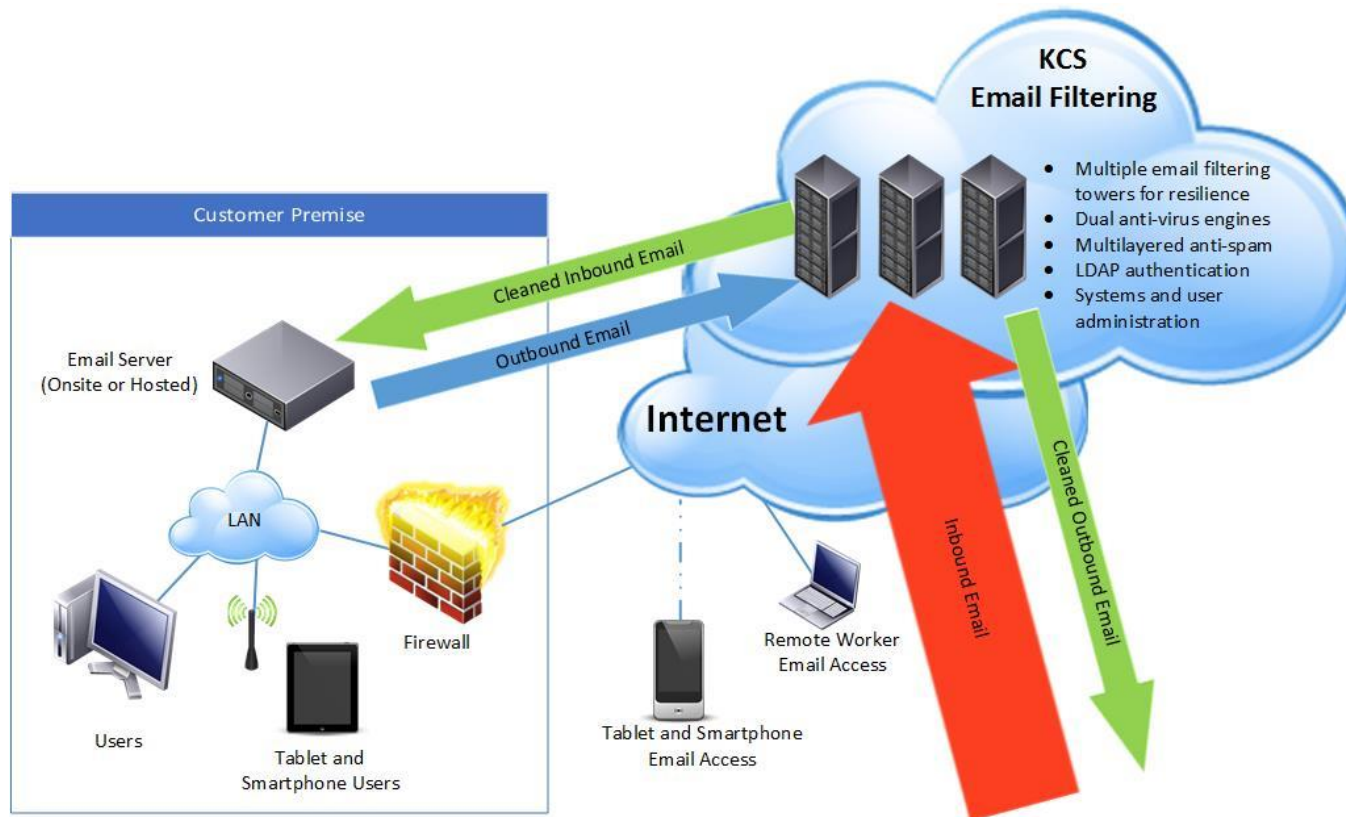 KCS
Email Filtering
• Multiple email filtering
towers for resilience
• Dual anti-virus engines
• Multilayered anti-spam
• LDAP authentication
• Systems and user
administration
Customer Premise
Cleaned Inbound Email
Outbound Email
Email Server
(Onsite or Hosted)
Internet
LAN
Firewall
Inbound Email
Cleaned Outbound Email
Remote Worker
Email Access
Users
Tablet and
Smartphone Users
Tablet and Smartphone
Email Access